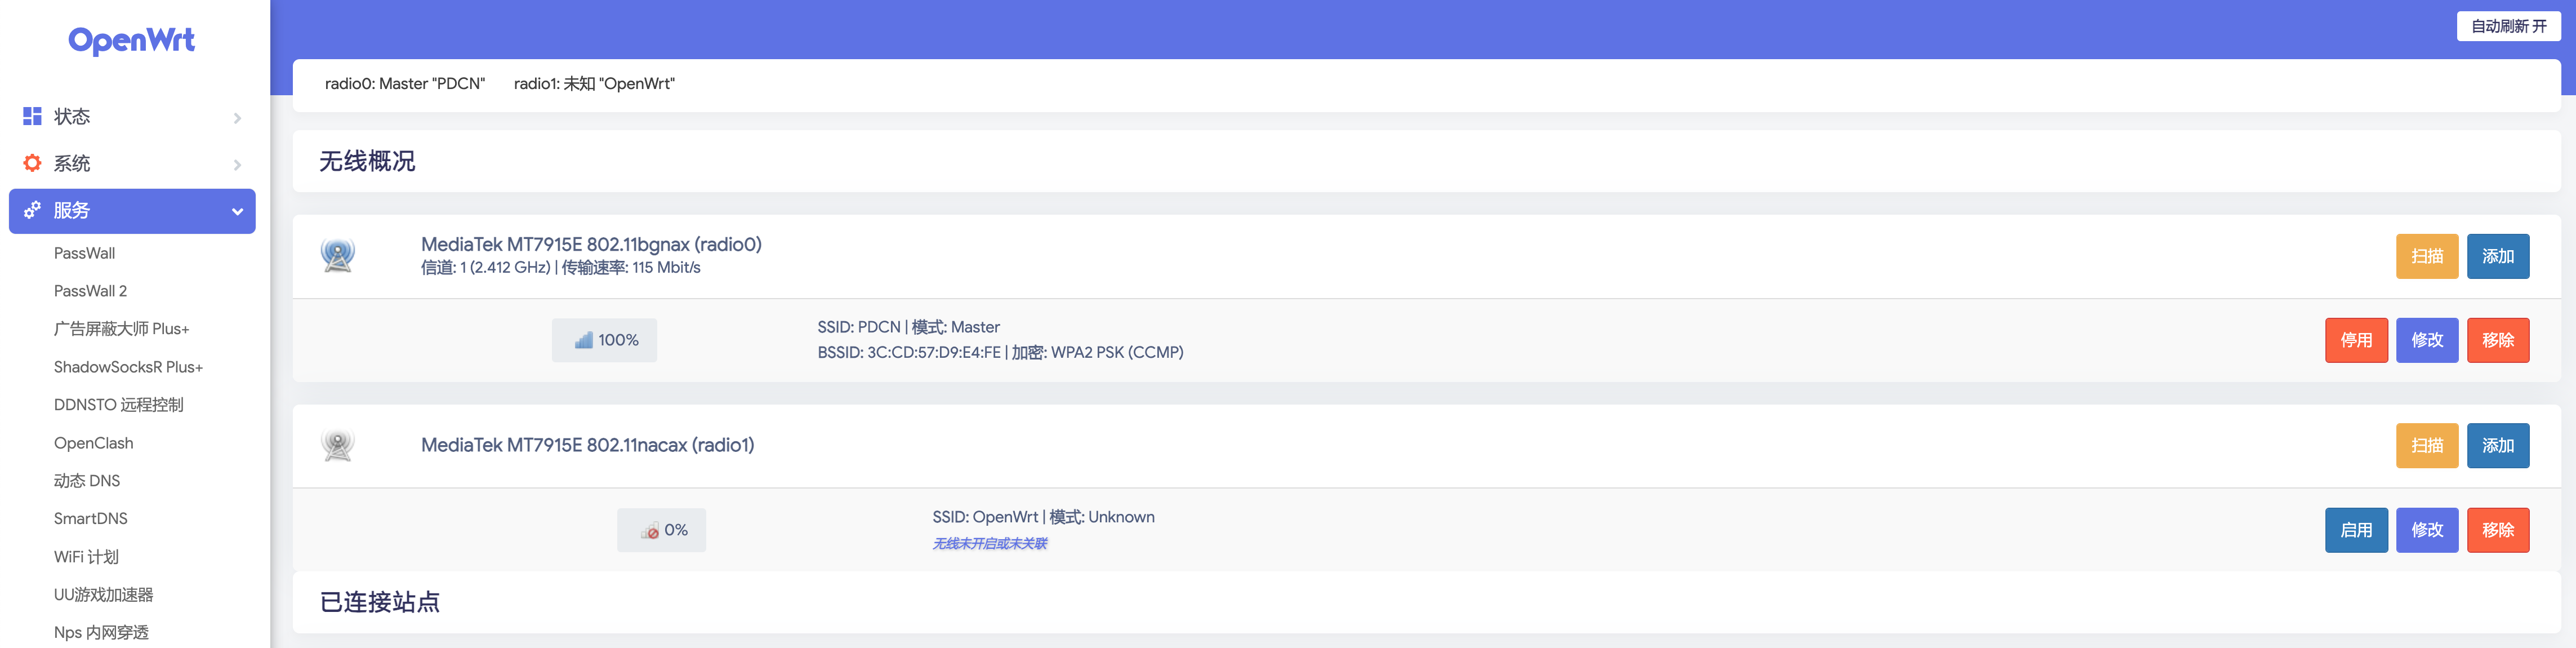 OpenWrt
自动刷新 开
状态
系统
服务
PassWall
PassWall 2
广告屏蔽大师 Plus+
ShadowSocksR Plus+
DDNSTO 远程控制
OpenClash
动态 DNS
SmartDNS
WiFi 计划
UU游戏加速器
Nps 内网穿透
radio0: Master "PDCN" radio1: 未知 "OpenWrt"
无线概况
MediaTek MT7915E 802.11bgnax (radio0)
信道: 1 (2.412 GHz) | 传输速率: 115 Mbit/s
扫描 添加
100%
SSID: PDCN | 模式: Master
BSSID: 3C:CD:57:D9:E4:FE | 加密: WPA2 PSK (CCMP)
停用 修改 移除
MediaTek MT7915E 802.11nacax (radio1)
扫描 添加
0%
SSID: OpenWrt | 模式: Unknown
无线未开启或未关联
启用 修改 移除
已连接站点